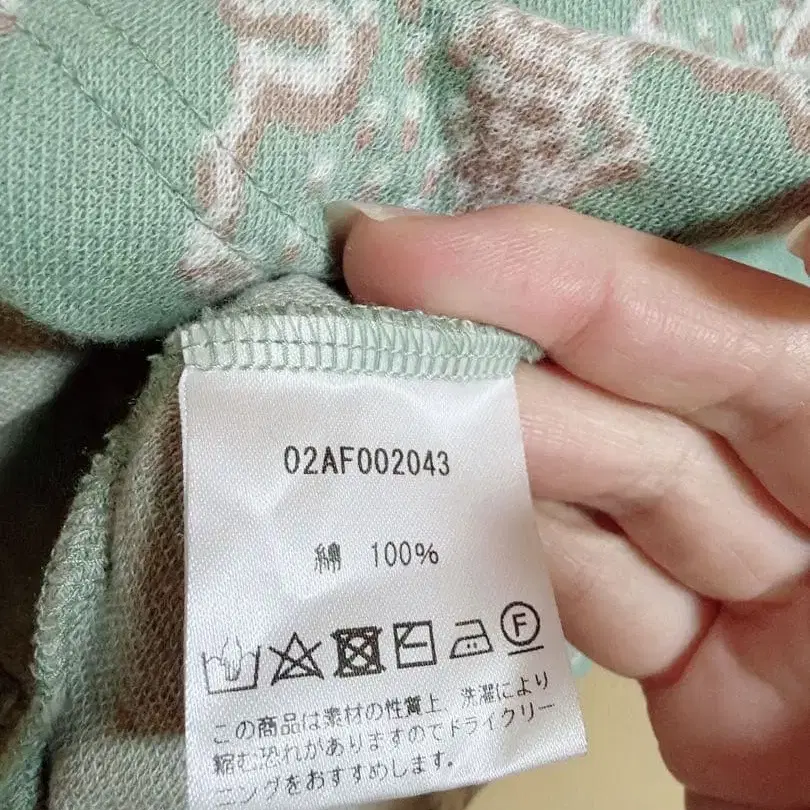 02AF002043
綿 100%
F
この商品は素材の性質上 洗濯により
縮む恐れがありますのでドライクリー
ニングをおすすめします。